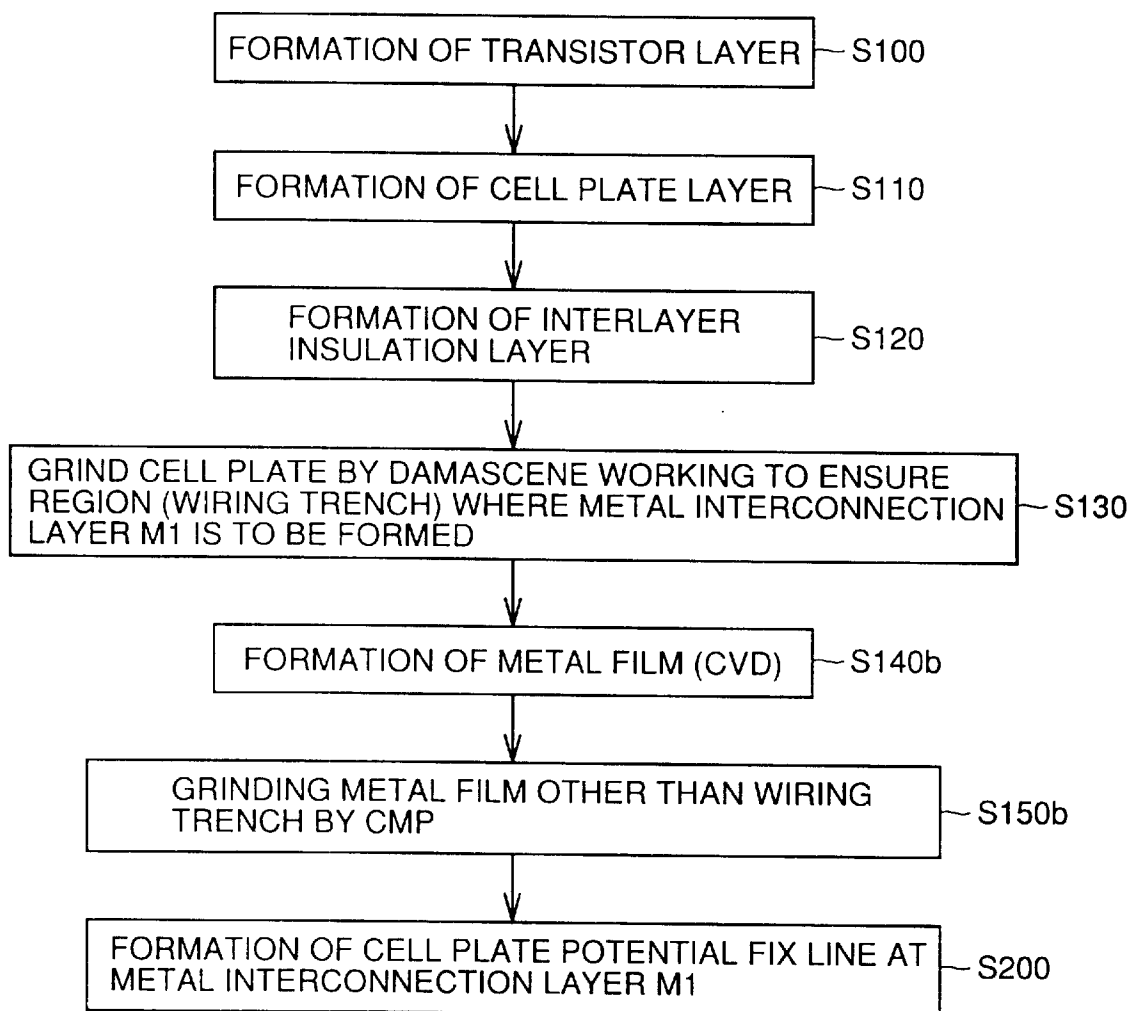 FORMATION OF TRANSISTOR LAYER
S100
FORMATION OF CELL PLATE LAYER
S110
FORMATION OF INTERLAYER
INSULATION LAYER
S120
GRIND CELL PLATE BY DAMASCENE WORKING TO ENSURE
REGION (WIRING TRENCH) WHERE METAL INTERCONNECTION
LAYER M1 IS TO BE FORMED
S130
FORMATION OF METAL FILM (CVD)
S140b
GRINDING METAL FILM OTHER THAN WIRING
TRENCH BY CMP
S150b
FORMATION OF CELL PLATE POTENTIAL FIX LINE AT
METAL INTERCONNECTION LAYER M1
S200